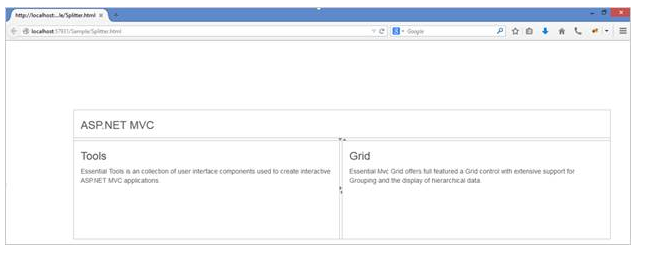 http://localhost:...le/Splitter.html
localhost:57931/Sample/Splitter.html
Google
ASP.NET MVC
Tools
Essential Tools is an collection of user interface components used to create interactive
ASP.NET MVC applications
Grid
Essential Mvc Grid offers full featured a Grid control with extensive support for
Grouping and the display of hierarchical data.